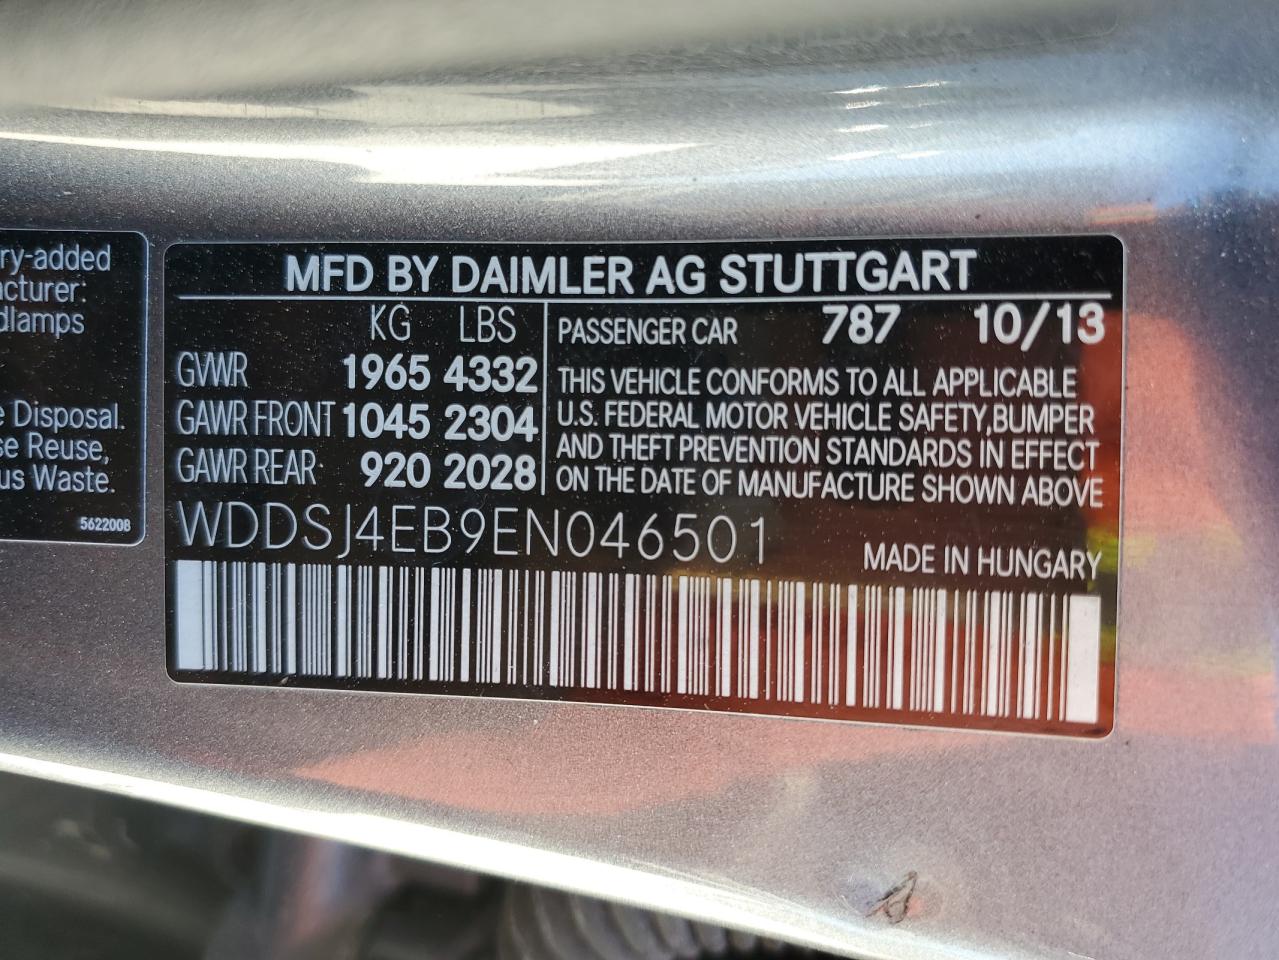 ry-added
cturer:
dlamps
Disposal.
se Reuse,
us Waste.
5622008
MFD BY DAIMLER AG STUTTGART
KG LBS
GVWR 1965 4332
GAWR FRONT 1045 2304
GAWR REAR 920 2028
PASSENGER CAR 787 10/13
THIS VEHICLE CONFORMS TO ALL APPLICABLE
U.S. FEDERAL MOTOR VEHICLE SAFETY, BUMPER
AND THEFT PREVENTION STANDARDS IN EFFECT
ON THE DATE OF MANUFACTURE SHOWN ABOVE
WDDSJ4EB9EN046501
MADE IN HUNGARY